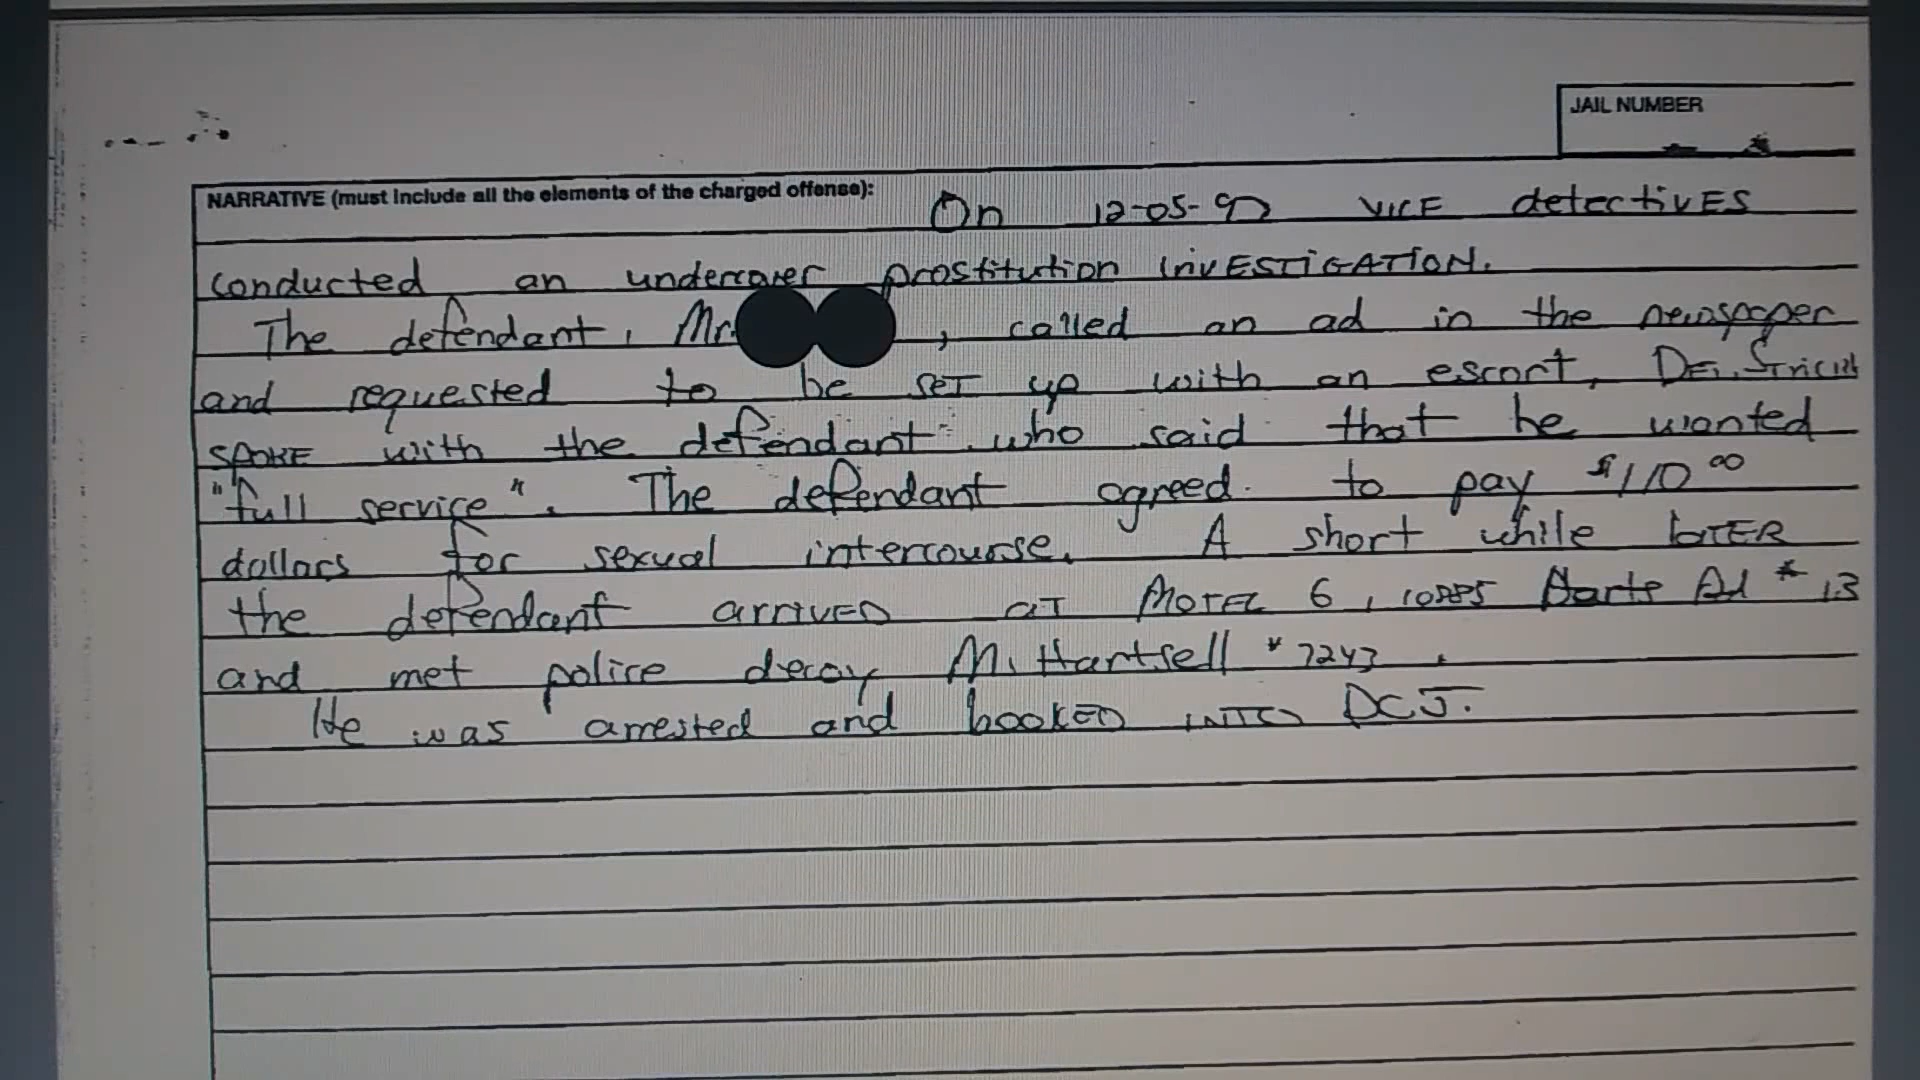 JAIL NUMBER
NARRATIVE (must include all the elements of the charged offense): On 12-05-97 VICE detectivES
conducted an undercover prostitution InvESTIGATION.
The defendant, Mr. , called an ad in the newspaper
and requested to be SET up with an escort, DET.
SPOKE with the defendant who said that he wanted
"full service". The defendant agreed to pay $110 00
dollars for sexual intercourse. A short while lATER
the defendant arrivED AT MOTEL 6,
and met police decoy M. Hartsell #7243.
He was arrested and bookED INTO DCJ.